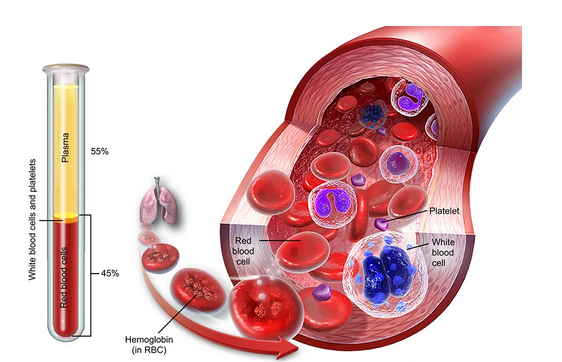 White blood cells and platelets
Plasma
55%
Red blood cells
45%
Hemoglobin
(in RBC)
Red
blood
cell
Platelet
White
blood
cell